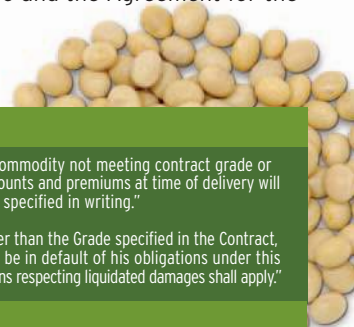 and the Agreement for the
ommodity not meeting contract grade or
ounts and premiums at time of delivery will
specified in writing.”
er than the Grade specified in the Contract,
be in default of his obligations under this
ns respecting liquidated damages shall apply.”